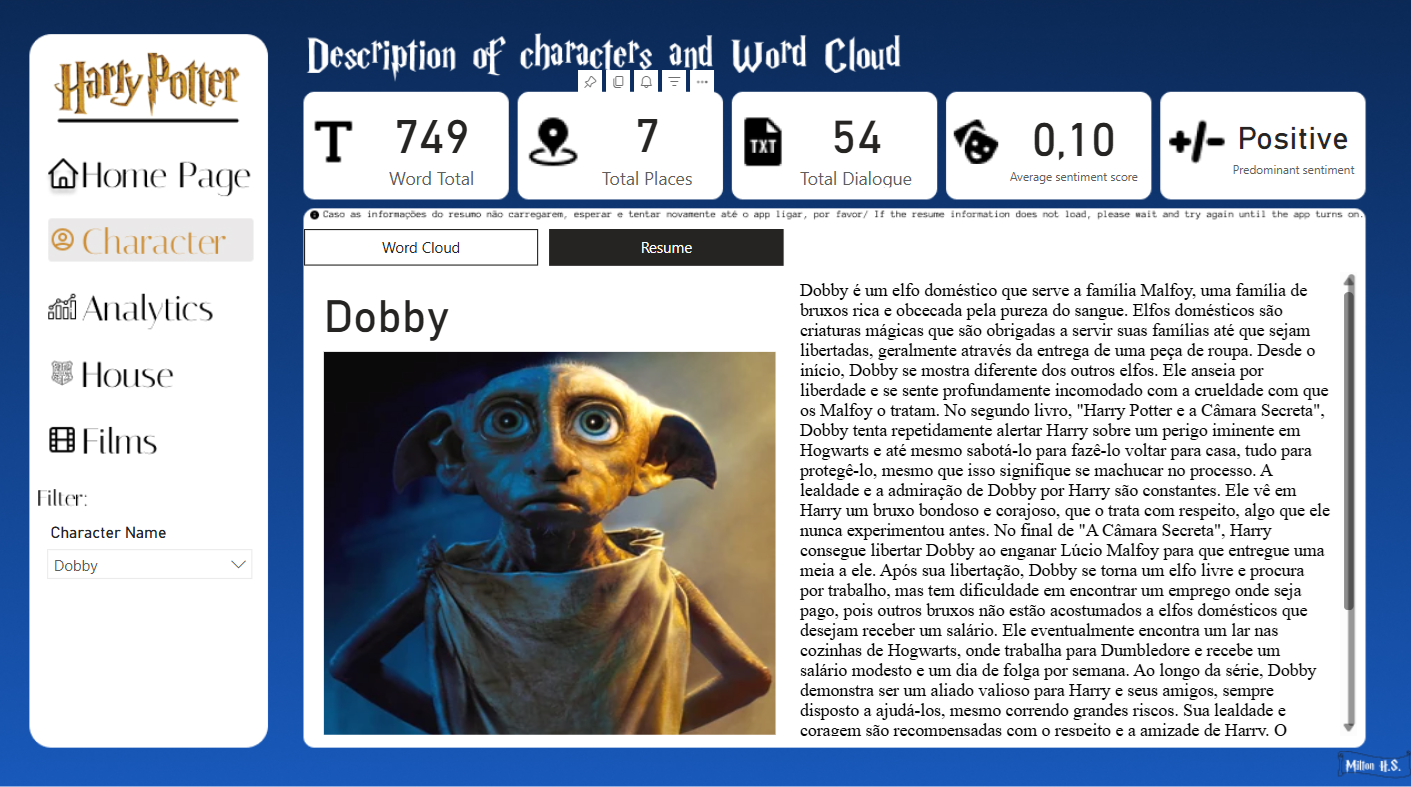 Harry Potter
Home Page
Character
Analytics
House
Films
Filter:
Character Name
Dobby
Description of characters and Word Cloud
T
749
Word Total
7
Total Places
TXT
54
Total Dialogue
0,10
Average sentiment score
+/-
Positive
Predominant sentiment
Caso as informações do resumo não carregarem, esperar e tentar novamente até o app ligar, por favor/ If the resume information does not load, please wait and try again until the app turns on.
Word Cloud
Resume
Dobby
Dobby é um elfo doméstico que serve a família Malfoy, uma família de
bruxos rica e obcecada pela pureza do sangue. Elfos domésticos são
criaturas mágicas que são obrigadas a servir suas famílias até que sejam
libertadas, geralmente através da entrega de uma peça de roupa. Desde o
início, Dobby se mostra diferente dos outros elfos. Ele anseia por
liberdade e se sente profundamente incomodado com a crueldade com que
os Malfoy o tratam. No segundo livro, "Harry Potter e a Câmara Secreta",
Dobby tenta repetidamente alertar Harry sobre um perigo iminente em
Hogwarts e até mesmo sabotá-lo para fazê-lo voltar para casa, tudo para
protegê-lo, mesmo que isso signifique se machucar no processo. A
lealdade e a admiração de Dobby por Harry são constantes. Ele vê em
Harry um bruxo bondoso e corajoso, que o trata com respeito, algo que ele
nunca experimentou antes. No final de "A Câmara Secreta", Harry
consegue libertar Dobby ao enganar Lúcio Malfoy para que entregue uma
meia a ele. Após sua libertação, Dobby se torna um elfo livre e procura
por trabalho, mas tem dificuldade em encontrar um emprego onde seja
pago, pois outros bruxos não estão acostumados a elfos domésticos que
desejam receber um salário. Ele eventualmente encontra um lar nas
cozinhas de Hogwarts, onde trabalha para Dumbledore e recebe um
salário modesto e um dia de folga por semana. Ao longo da série, Dobby
demonstra ser um aliado valioso para Harry e seus amigos, sempre
disposto a ajudá-los, mesmo correndo grandes riscos. Sua lealdade e
coragem são recompensadas com o respeito e a amizade de Harry. O
Milton H.S.